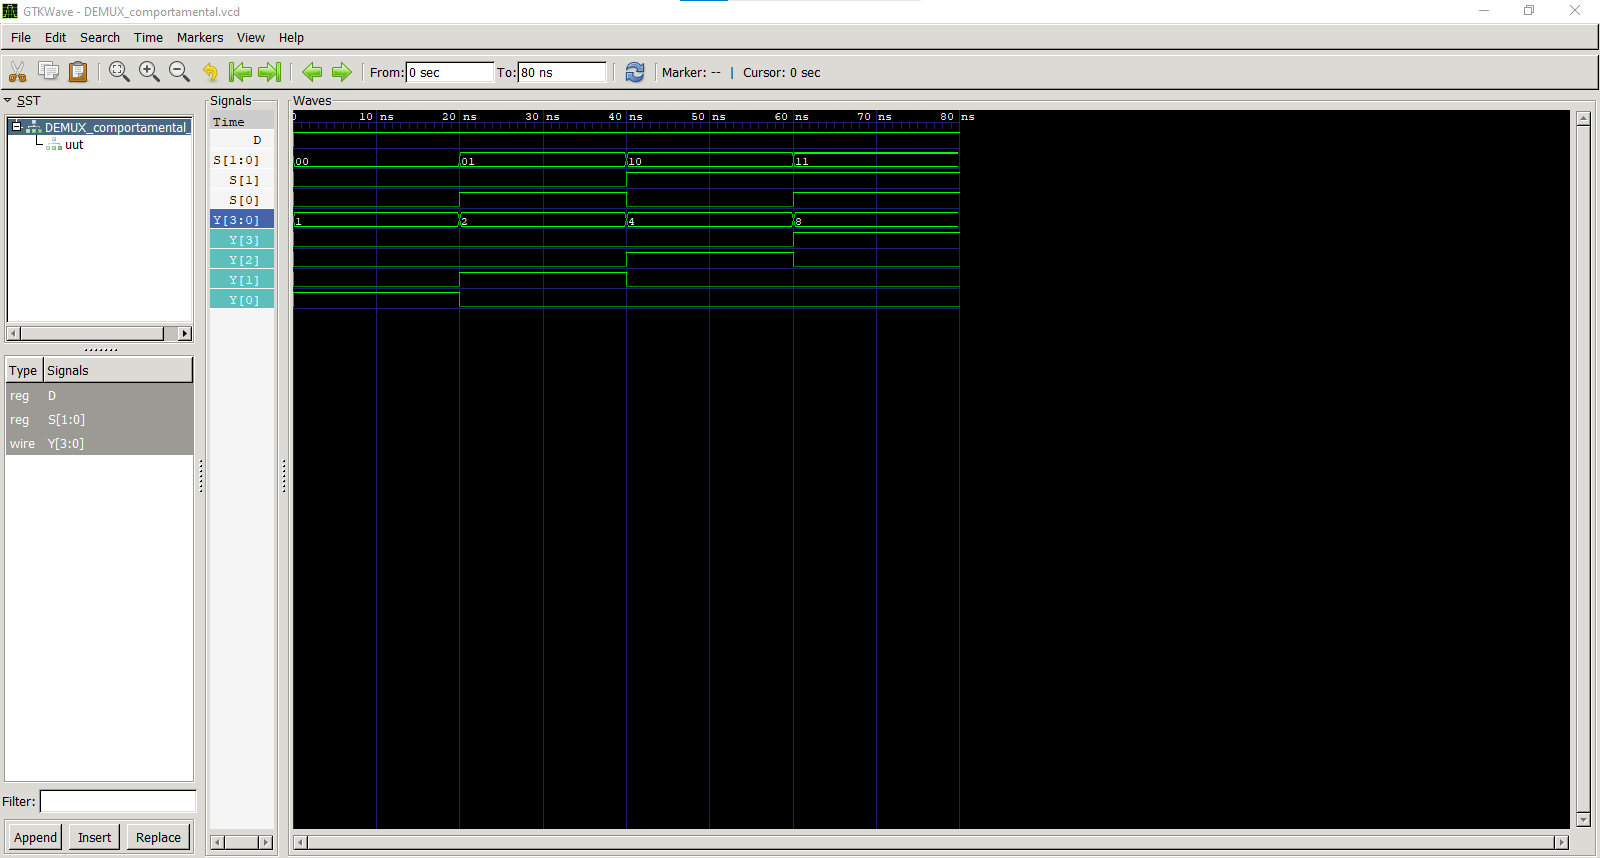 GTKWave - DEMUX_comportamental.vcd
File Edit Search Time Markers View Help
From: 0 sec To: 80 ns Marker: -- | Cursor: 0 sec
SST
DEMUX_comportamental_
uut
Type Signals
reg D
reg S[1:0]
wire Y[3:0]
Filter:
Append Insert Replace
Signals
Time
D
S[1:0]
S[1]
S[0]
Y[3:0]
Y[3]
Y[2]
Y[1]
Y[0]
Waves
0 10 ns 20 ns 30 ns 40 ns 50 ns 60 ns 70 ns 80 ns
00 01 10 11
1 2 4 8